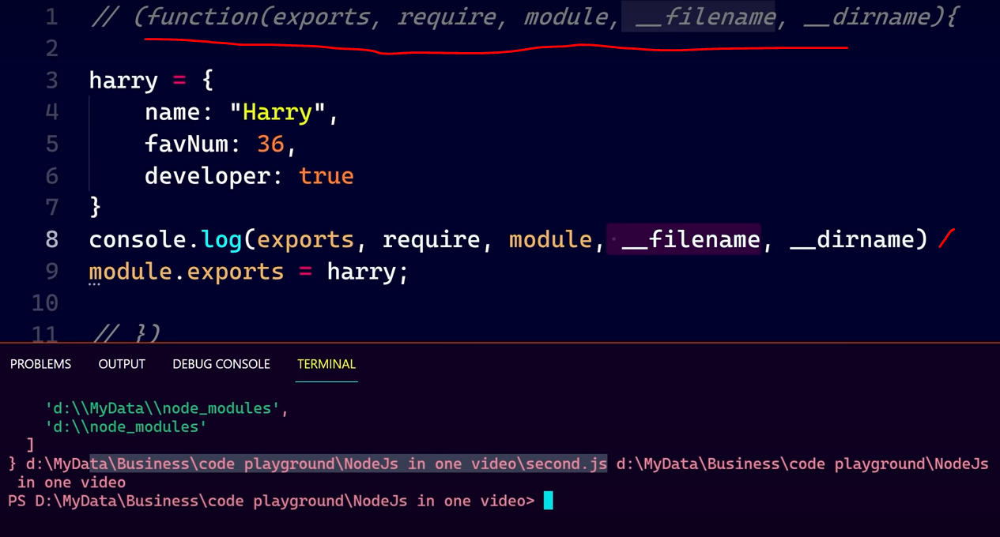 1 // (function(exports, require, module, __filename, __dirname){
2
3 harry = {
4 name: "Harry",
5 favNum: 36,
6 developer: true
7 }
8 console.log(exports, require, module, __filename, __dirname)
9 module.exports = harry;
10
11 // })
PROBLEMS OUTPUT DEBUG CONSOLE TERMINAL
'd:\\MyData\\node_modules',
'd:\\node_modules'
]
} d:\MyData\Business\code playground\NodeJs in one video\second.js d:\MyData\Business\code playground\NodeJs
in one video
PS D:\MyData\Business\code playground\NodeJs in one video>